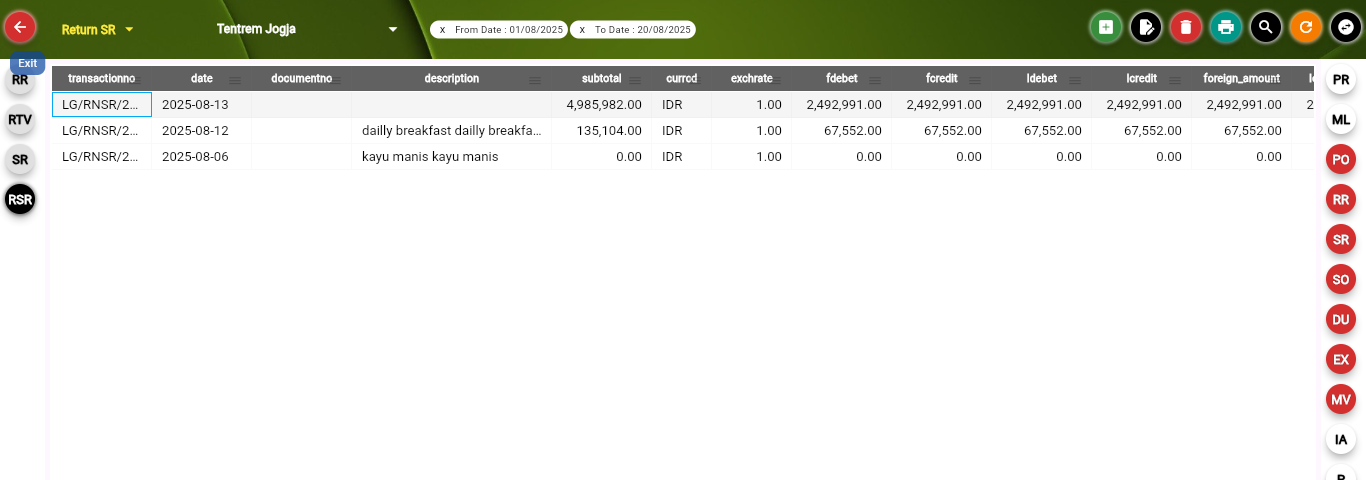 Return SR
Tentrem Jogja
x From Date : 01/08/2025
x To Date : 20/08/2025
Exit
RR
RTV
SR
RSR
transactionno date documentno description subtotal currcd exchrate fdebet fcredit ldebet lcredit foreign_amount
LG/RNSR/2... 2025-08-13 4,985,982.00 IDR 1.00 2,492,991.00 2,492,991.00 2,492,991.00 2,492,991.00 2,492,991.00
LG/RNSR/2... 2025-08-12 dailly breakfast dailly breakfa... 135,104.00 IDR 1.00 67,552.00 67,552.00 67,552.00 67,552.00 67,552.00
LG/RNSR/2... 2025-08-06 kayu manis kayu manis 0.00 IDR 1.00 0.00 0.00 0.00 0.00 0.00
PR
ML
PO
RR
SR
SO
DU
EX
MV
IA